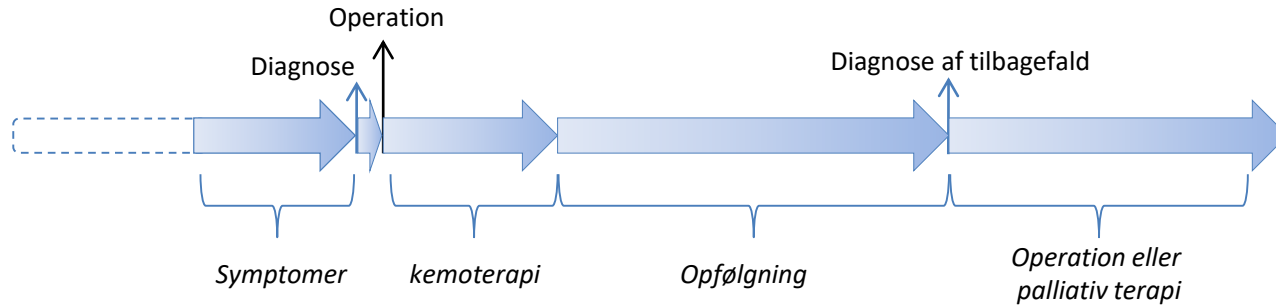 Operation
Diagnose
Diagnose af tilbagefald
Symptomer
kemoterapi
Opfølgning
Operation eller
palliativ terapi